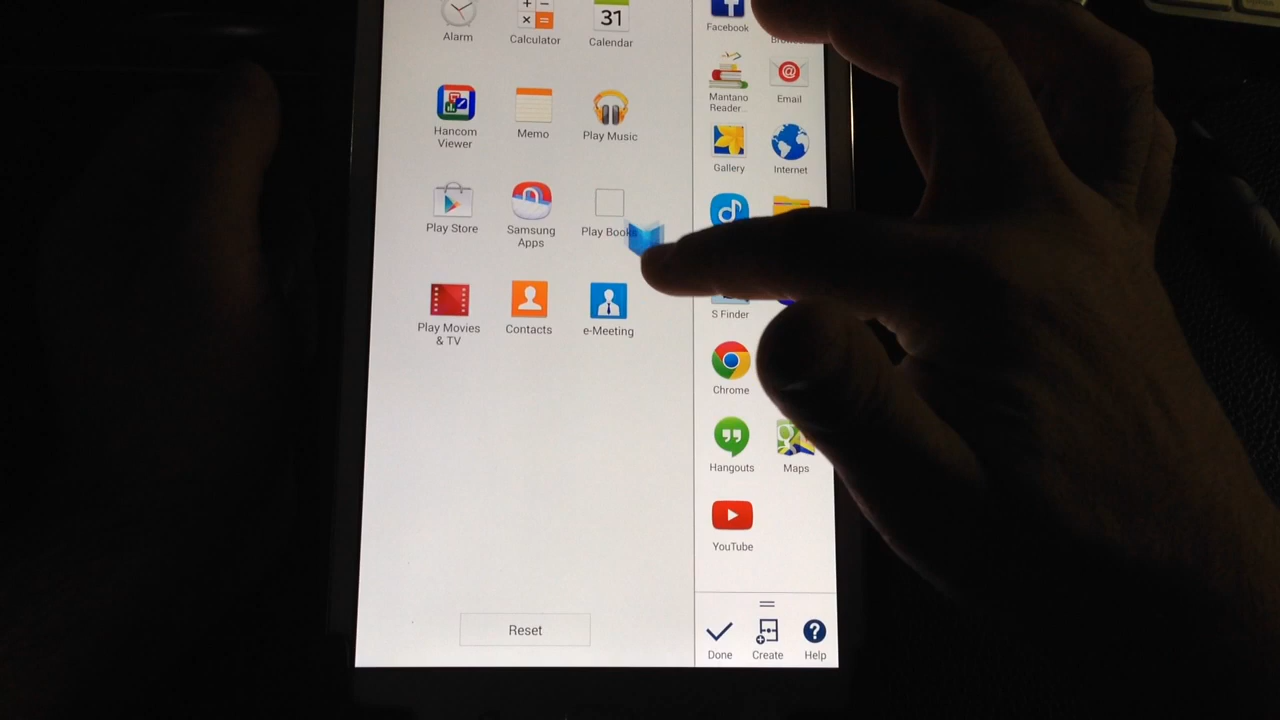 Alarm
Calculator
31
Calendar
Facebook
Hancom
Viewer
Memo
Play Music
Mantano
Reader..
@
Email
Gallery
Internet
Play Store
Samsung
Apps
Play Book
Play Movies
& TV
Contacts
e-Meeting
S Finder
Chrome
Hangouts
Maps
YouTube
Reset
Done
Create
?
Help